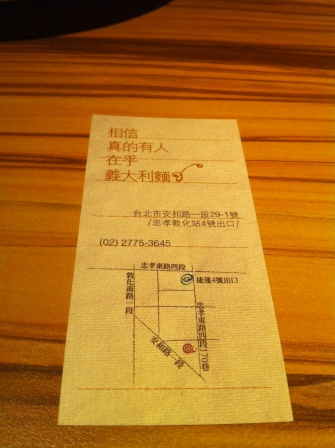 相信
真的有人
在乎
義大利麵
台北市安和路一段29-1號
/忠孝敦化站4號出口/
(02) 2775-3645
忠孝東路四段
捷運4號出口
敦化南路一段
忠孝東路四段170巷
安和路一段